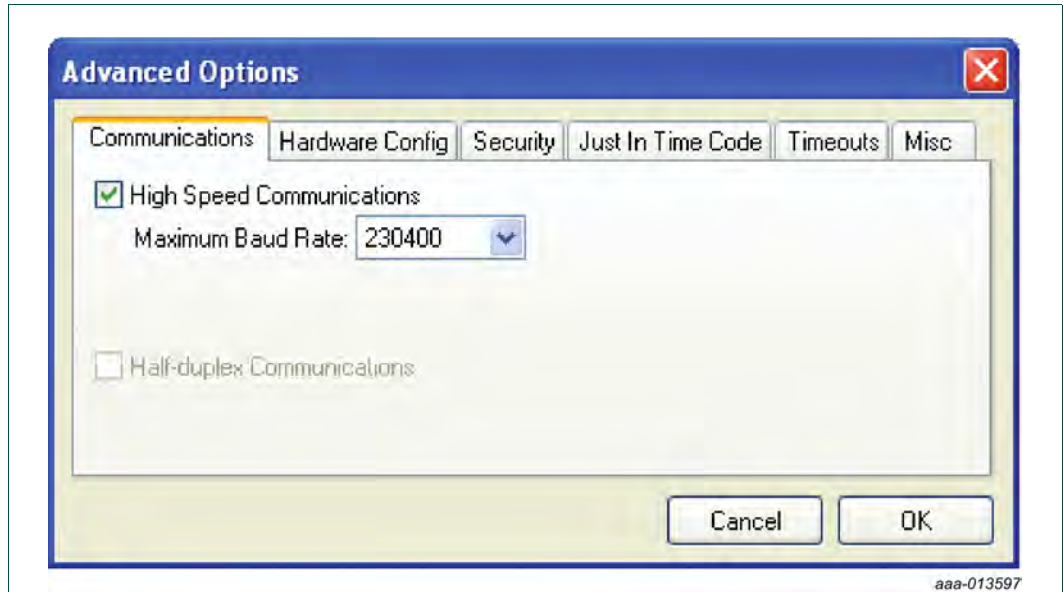 Advanced Options
Communications Hardware Config Security Just In Time Code Timeouts Misc
High Speed Communications
Maximum Baud Rate: 230400
Half-duplex Communications
Cancel OK
aaa-013597